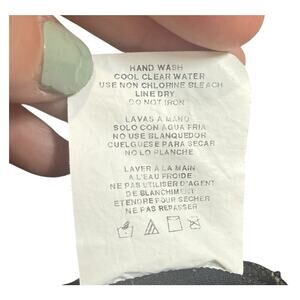 HAND WASH
COOL CLEAR WATER
USE NON CHLORINE BLEACH
LINE DRY
DO NOT IRON
LAVAS A MANO
SOLO CON AGUA FRIA
NO USE BLANQUEDOR
CUELGUESE PARA SECAR
NO LO PLANCHE
LAVER A LA MAIN
A L'EAU FROIDE
NE PAS UTILISER D'AGENT
DE BLANCHIMENT
ETENDRE POUR SECHER
NE PAS REPASSER